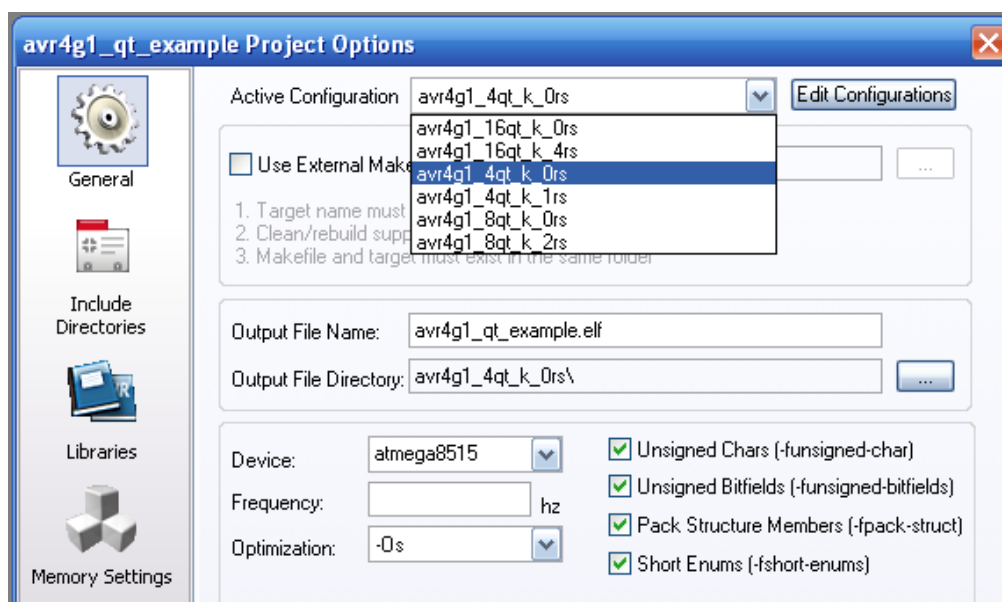 avr4g1_qt_example Project Options
General
Include
Directories
Libraries
Memory Settings
Active Configuration avr4g1_4qt_k_0rs Edit Configurations
avr4g1_16qt_k_0rs
avr4g1_16qt_k_4rs
avr4g1_4qt_k_0rs
avr4g1_4qt_k_1rs
avr4g1_8qt_k_0rs
avr4g1_8qt_k_2rs
Use External Make ...
1. Target name must
2. Clean/rebuild supp
3. Makefile and target must exist in the same folder
Output File Name: avr4g1_qt_example.elf
Output File Directory: avr4g1_4qt_k_0rs\ ...
Device: atmega8515
Frequency: hz
Optimization: -Os
Unsigned Chars (-funsigned-char)
Unsigned Bitfields (-funsigned-bitfields)
Pack Structure Members (-fpack-struct)
Short Enums (-fshort-enums)